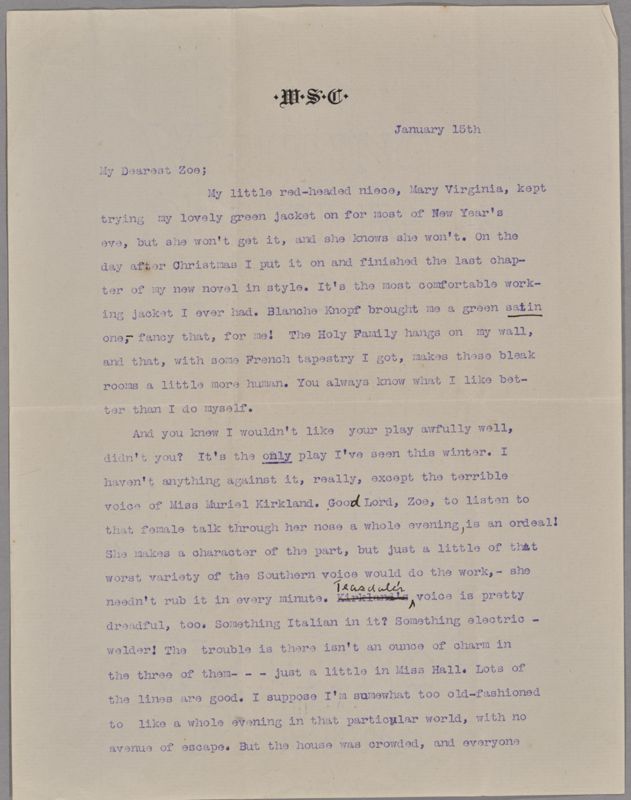 ·W·S·C·
January 15th
My Dearest Zoe;
My little red-headed niece, Mary Virginia, kept
trying my lovely green jacket on for most of New Year's
eve, but she won't get it, and she knows she won't. On the
day after Christmas I put it on and finished the last chap-
ter of my new novel in style. It's the most comfortable work-
ing jacket I ever had. Blanche Knopf brought me a green satin
one,- fancy that, for me! The Holy Family hangs on my wall,
and that, with some French tapestry I got, makes these bleak
rooms a little more human. You always know what I like bet-
ter than I do myself.
And you knew I wouldn't like your play awfully well,
didn't you? It's the only play I've seen this winter. I
haven't anything against it, really, except the terrible
voice of Miss Muriel Kirkland. Good Lord, Zoe, to listen to
that female talk through her nose a whole evening, is an ordeal!
She makes a character of the part, but just a little of that
worst variety of the Southern voice would do the work,- she
needn't rub it in every minute. Kirkland's Teasdale's voice is pretty
dreadful, too. Something Italian in it? Something electric -
welder! The trouble is there isn't an ounce of charm in
the three of them- - - just a little in Miss Hall. Lots of
the lines are good. I suppose I'm somewhat too old-fashioned
to like a whole evening in that particular world, with no
avenue of escape. But the house was crowded, and everyone